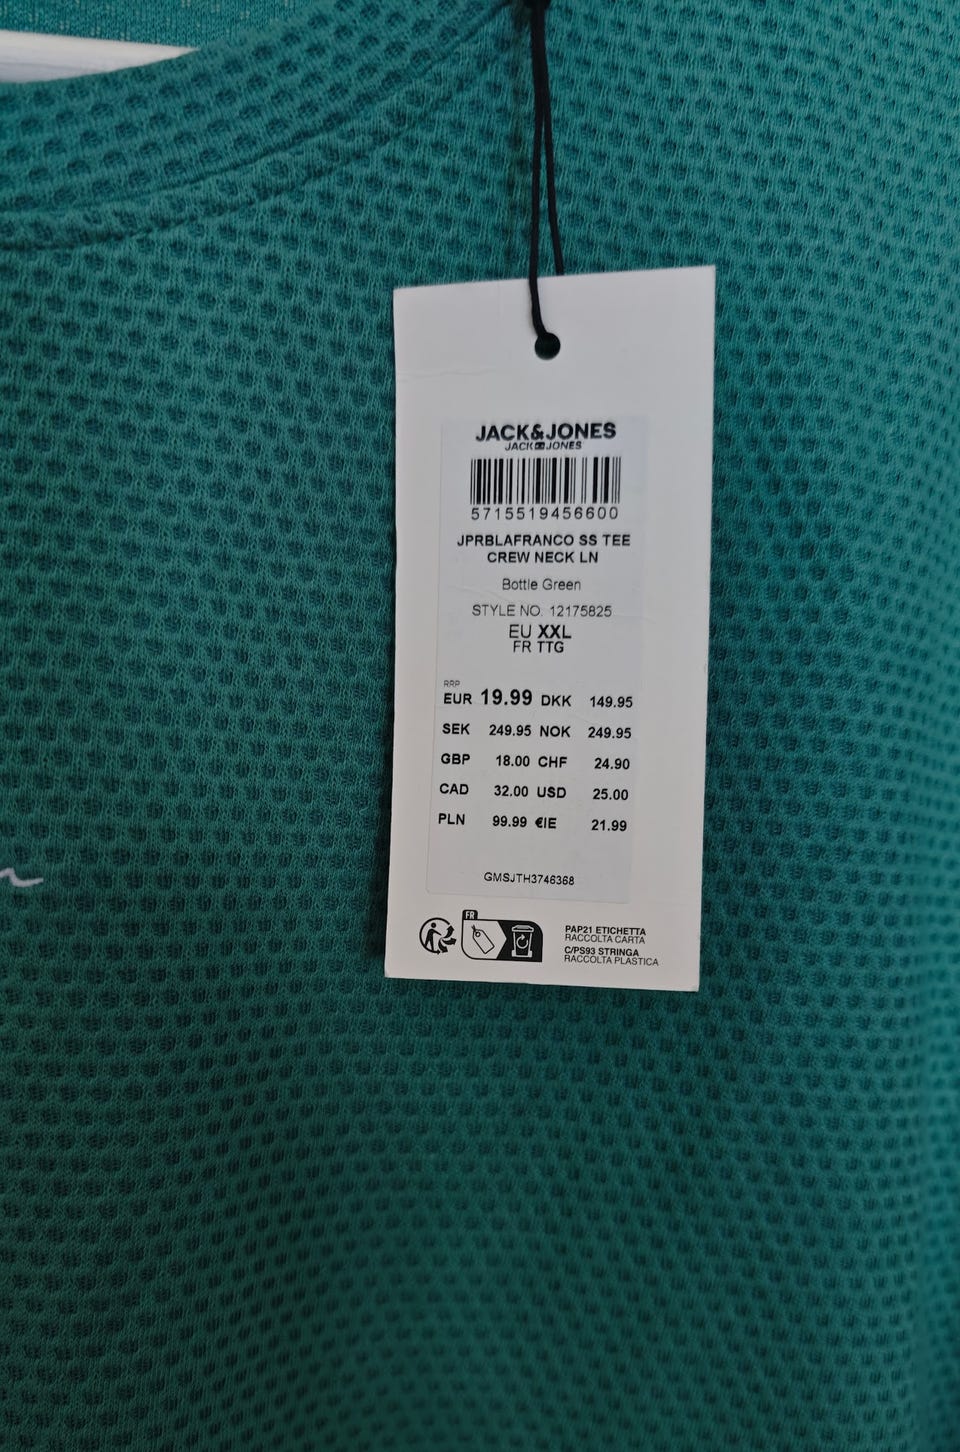 JACK&JONES
JACK JONES
5715519456600
JPRBLAFRANCO SS TEE
CREW NECK LN
Bottle Green
STYLE NO. 12175825
EU XXL
FR TTG
RRP
EUR 19.99 DKK 149.95
SEK 249.95 NOK 249.95
GBP 18.00 CHF 24.90
CAD 32.00 USD 25.00
PLN 99.99 €IE 21.99
GMSJTH3746368
FR
PAP21 ETICHETTA
RACCOLTA CARTA
C/PS93 STRINGA
RACCOLTA PLASTICA